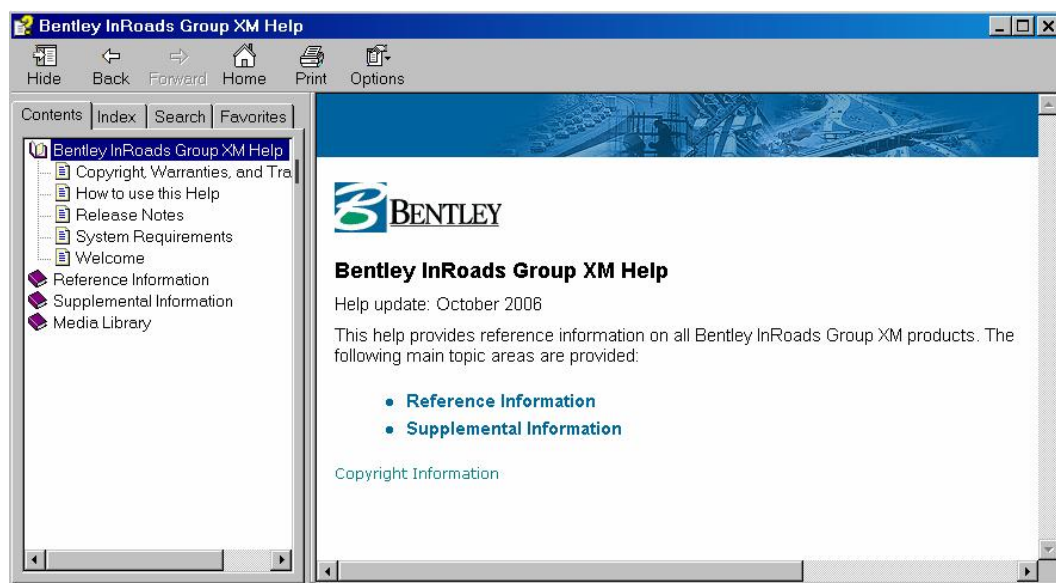 Bentley InRoads Group XM Help
Hide Back Forward Home Print Options
Contents Index Search Favorites
Bentley InRoads Group XM Help
Copyright, Warranties, and Tra
How to use this Help
Release Notes
System Requirements
Welcome
Reference Information
Supplemental Information
Media Library
BENTLEY
Bentley InRoads Group XM Help
Help update: October 2006
This help provides reference information on all Bentley InRoads Group XM products. The
following main topic areas are provided:
• Reference Information
• Supplemental Information
Copyright Information